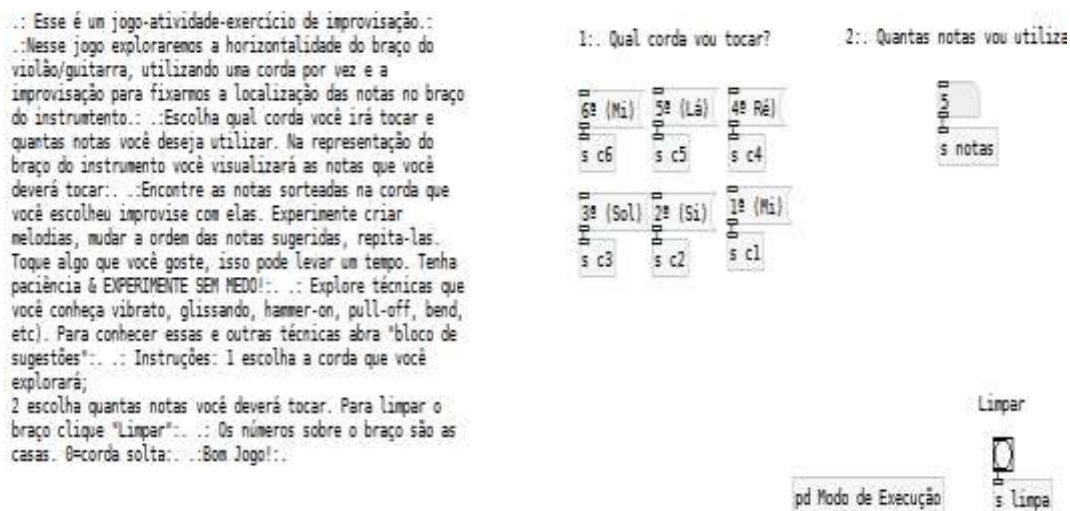 .: Esse é um jogo-atividade-exercício de improvisação.:
.:Nesse jogo exploraremos a horizontalidade do braço do
violão/guitarra, utilizando uma corda por vez e a
improvisação para fixarmos a localização das notas no braço
do instrumtento.: .:Escolha qual corda você irá tocar e
quantas notas você deseja utilizar. Na representação do
braço do instrumento você visualizará as notas que você
deverá tocar:. .:Encontre as notas sorteadas na corda que
você escolheu improvise com elas. Experimente criar
melodias, mudar a ordem das notas sugeridas, repita-las.
Toque algo que você goste, isso pode levar um tempo. Tenha
paciência & EXPERIMENTE SEM MEDO!:. .: Explore técnicas que
você conheça vibrato, glissando, hammer-on, pull-off, bend,
etc). Para conhecer essas e outras técnicas abra "bloco de
sugestões":. .: Instruções: 1 escolha a corda que você
explorará;
2 escolha quantas notas você deverá tocar. Para limpar o
braço clique "Limpar":. .: Os números sobre o braço são as
casas. 0=corda solta:. .:Bom Jogo!:.
1:. Qual corda vou tocar?
6ª (Mi) 5ª (Lá) 4ª Ré)
s c6 s c5 s c4
3ª (Sol) 2ª (Si) 1ª (Mi)
s c3 s c2 s c1
2:. Quantas notas vou utiliza
5
s notas
Limpar
s limpa
pd Modo de Execução